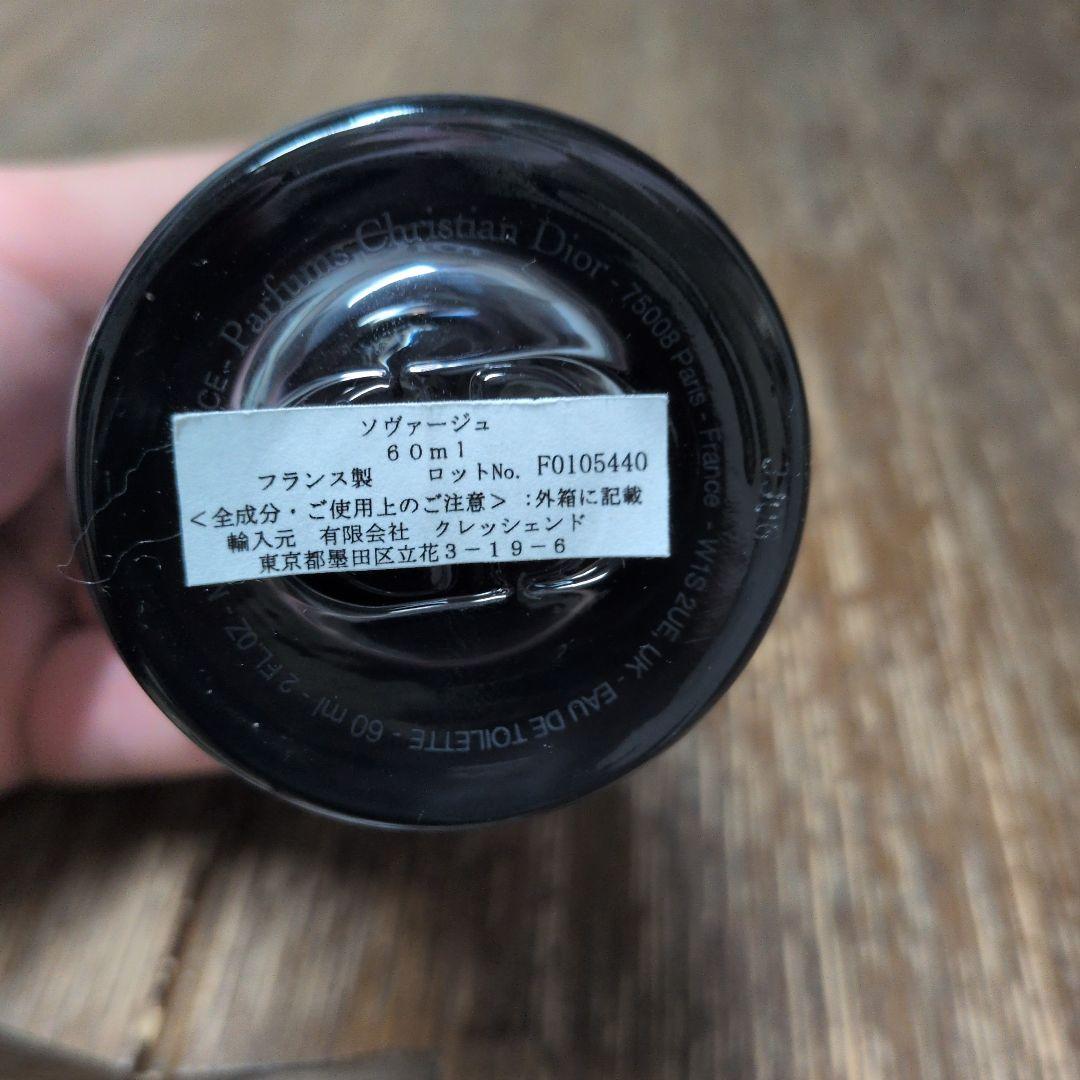 CE - Parfums Christian Dior - 75008 Paris - France - W1S 2UE, UK - EAU DE TOILETTE - 60 ml - 2 FL.OZ -
ソヴァージュ
60ml
フランス製 ロットNo. F0105440
<全成分・ご使用上のご注意> :外箱に記載
輸入元 有限会社 クレッシェンド
東京都墨田区立花3-19-6